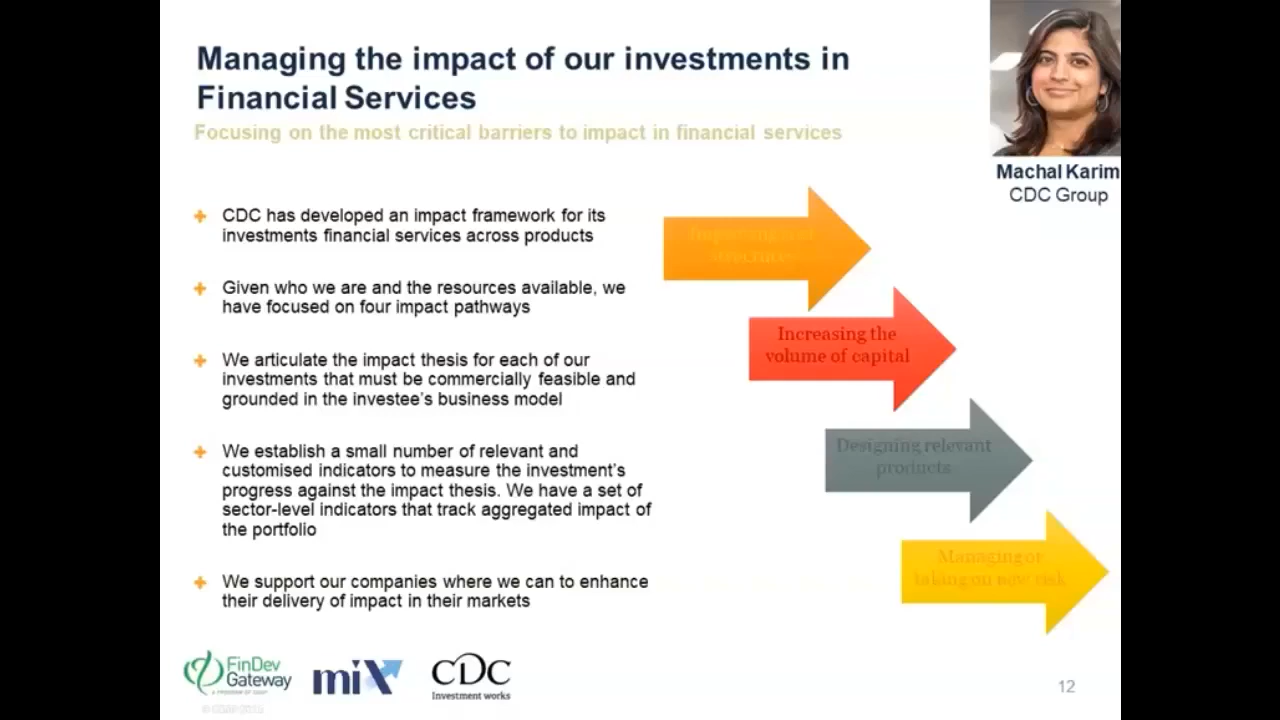 Managing the impact of our investments in
Financial Services
Focusing on the most critical barriers to impact in financial services
Machal Karim
CDC Group
CDC has developed an impact framework for its
investments financial services across products
Given who we are and the resources available, we
have focused on four impact pathways
We articulate the impact thesis for each of our
investments that must be commercially feasible and
grounded in the investee's business model
We establish a small number of relevant and
customised indicators to measure the investment's
progress against the impact thesis. We have a set of
sector-level indicators that track aggregated impact of
the portfolio
We support our companies where we can to enhance
their delivery of impact in their markets
Increasing the
volume of capital
Designing relevant
products
Managing or
taking on new risk
FinDev
Gateway
miX
CDC
Investment works
12